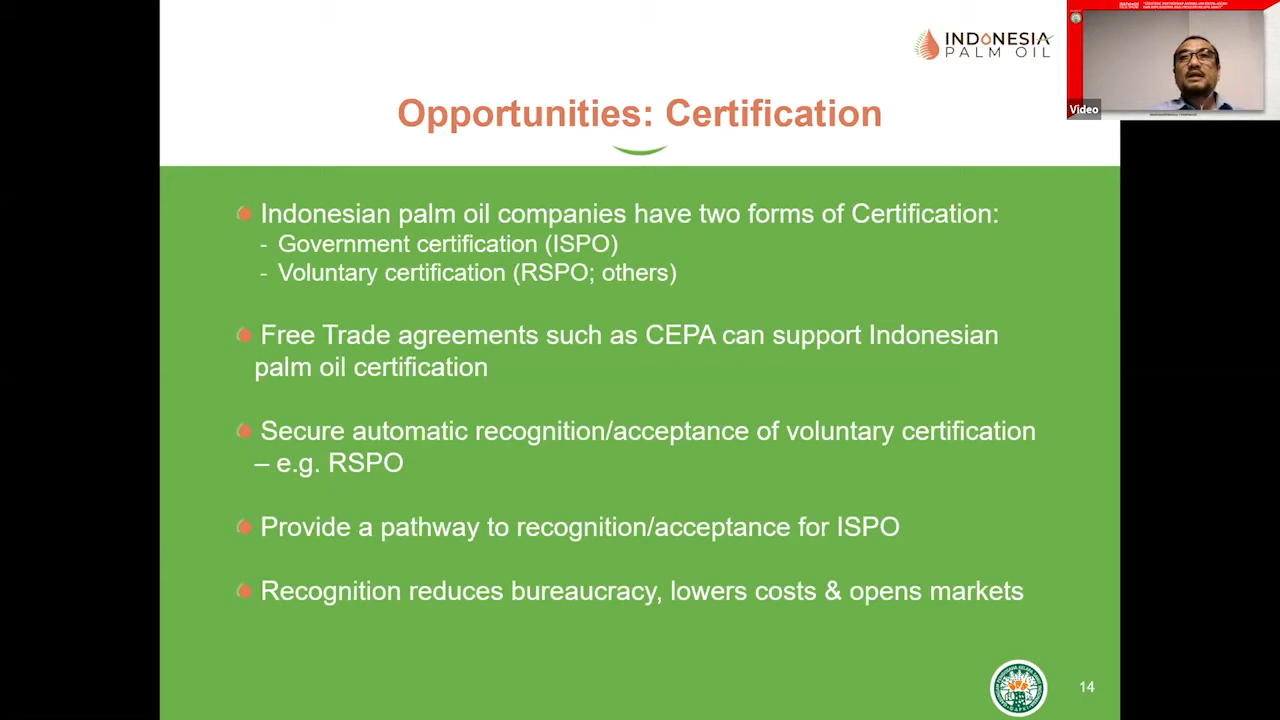 INDONESIA
PALM OIL
Video
Opportunities: Certification
Indonesian palm oil companies have two forms of Certification:
- Government certification (ISPO)
- Voluntary certification (RSPO; others)
Free Trade agreements such as CEPA can support Indonesian
palm oil certification
Secure automatic recognition/acceptance of voluntary certification
– e.g. RSPO
Provide a pathway to recognition/acceptance for ISPO
Recognition reduces bureaucracy, lowers costs & opens markets
14